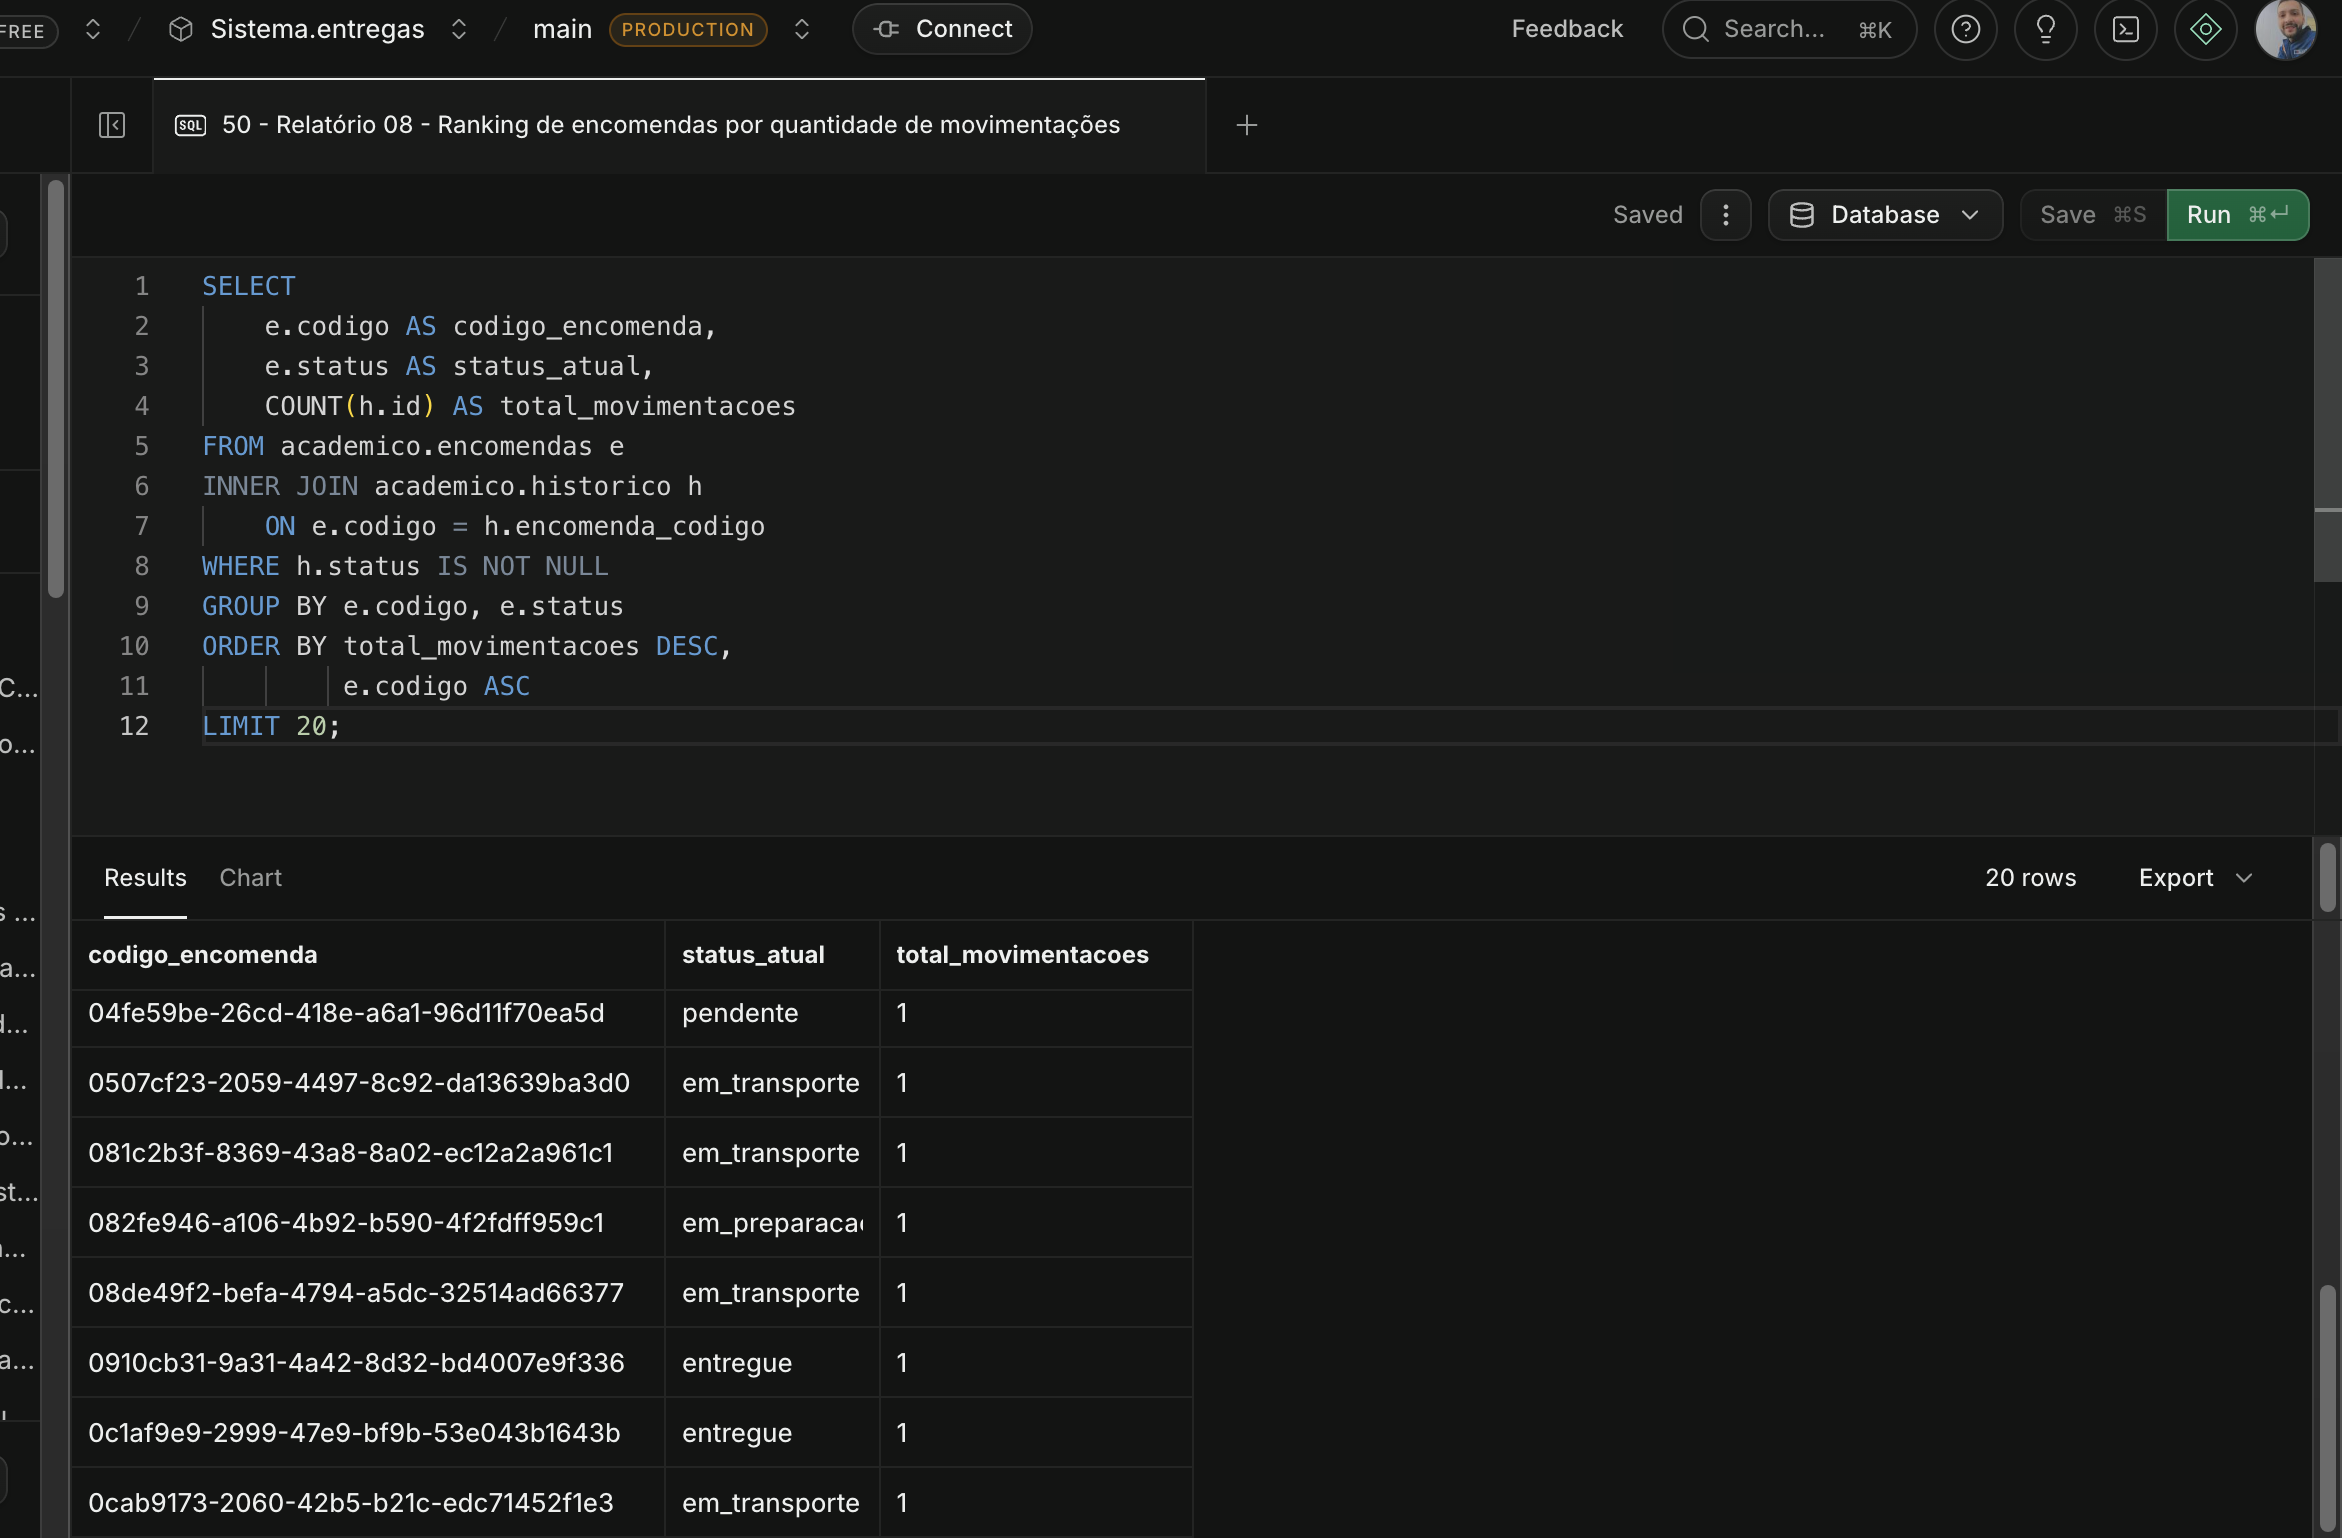 FREE
Sistema.entregas
main
PRODUCTION
Connect
Feedback
Search... ⌘K
SQL 50 - Relatório 08 - Ranking de encomendas por quantidade de movimentações
Saved
Database
Save ⌘S
Run ⌘↵
1 SELECT
2 e.codigo AS codigo_encomenda,
3 e.status AS status_atual,
4 COUNT(h.id) AS total_movimentacoes
5 FROM academico.encomendas e
6 INNER JOIN academico.historico h
7 ON e.codigo = h.encomenda_codigo
8 WHERE h.status IS NOT NULL
9 GROUP BY e.codigo, e.status
10 ORDER BY total_movimentacoes DESC,
11 e.codigo ASC
12 LIMIT 20;
C...
o...
s ...
a...
d...
o...
st...
c...
a...
Results
Chart
20 rows
Export
codigo_encomenda status_atual total_movimentacoes
04fe59be-26cd-418e-a6a1-96d11f70ea5d pendente 1
0507cf23-2059-4497-8c92-da13639ba3d0 em_transporte 1
081c2b3f-8369-43a8-8a02-ec12a2a961c1 em_transporte 1
082fe946-a106-4b92-b590-4f2fdff959c1 em_preparaca 1
08de49f2-befa-4794-a5dc-32514ad66377 em_transporte 1
0910cb31-9a31-4a42-8d32-bd4007e9f336 entregue 1
0c1af9e9-2999-47e9-bf9b-53e043b1643b entregue 1
0cab9173-2060-42b5-b21c-edc71452f1e3 em_transporte 1